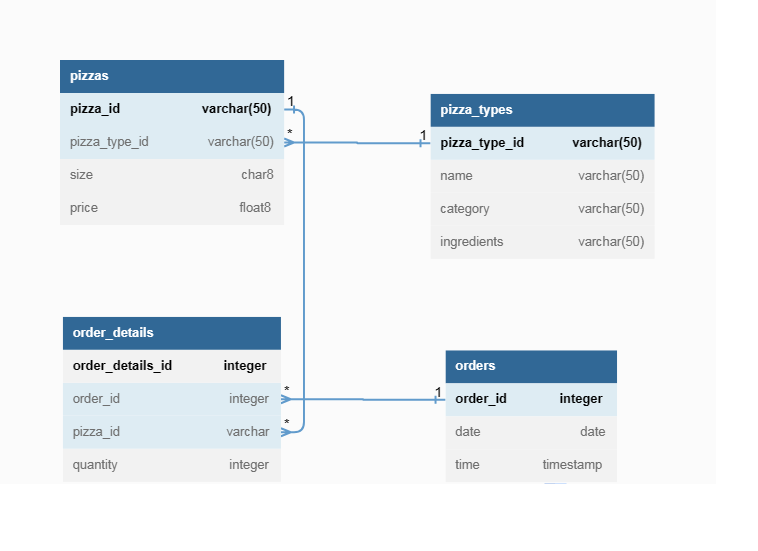 pizzas
pizza_id varchar(50) 1
pizza_type_id varchar(50) * 1
size char8
price float8
pizza_types
pizza_type_id varchar(50)
name varchar(50)
category varchar(50)
ingredients varchar(50)
order_details
order_details_id integer
order_id integer * 1
pizza_id varchar *
quantity integer
orders
order_id integer
date date
time timestamp